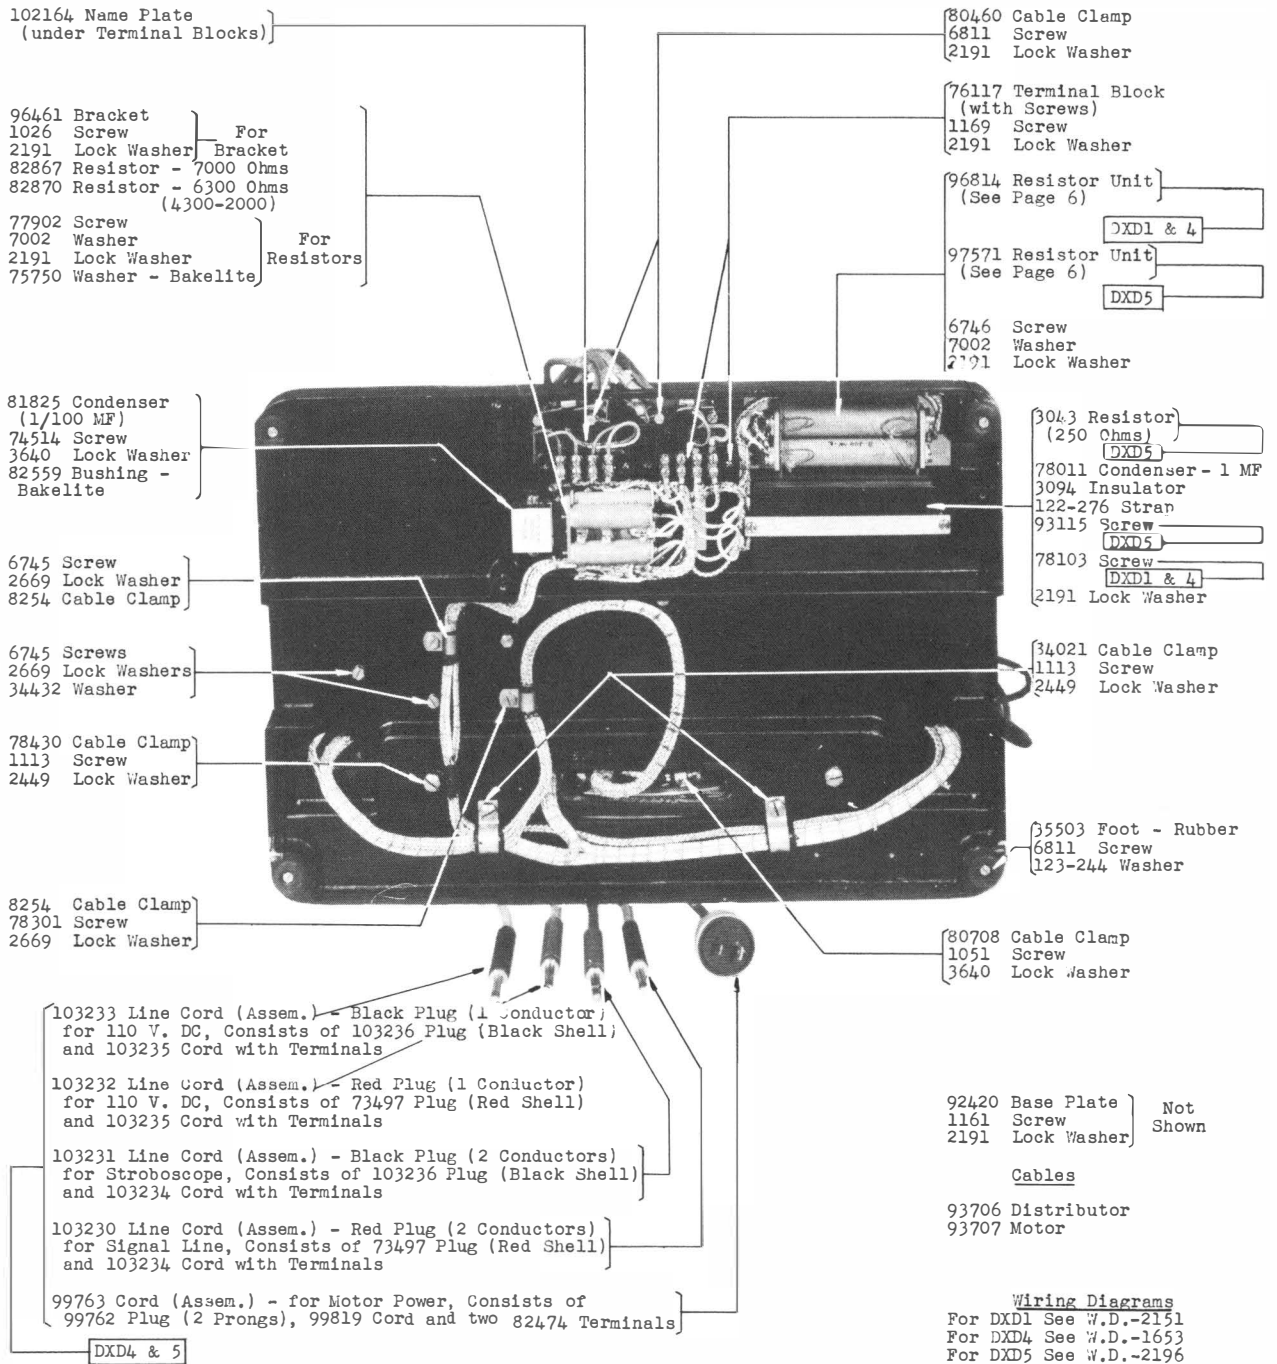 102164 Name Plate
(under Terminal Blocks)
96461 Bracket
1026 Screw
2191 Lock Washer
For
Bracket
82867 Resistor - 7000 Ohms
82870 Resistor - 6300 Ohms
(4300-2000)
77902 Screw
7002 Washer
2191 Lock Washer
75750 Washer - Bakelite
For
Resistors
81825 Condenser
(1/100 MF)
74514 Screw
3640 Lock Washer
82559 Bushing -
Bakelite
6745 Screw
2669 Lock Washer
8254 Cable Clamp
6745 Screws
2669 Lock Washers
34432 Washer
78430 Cable Clamp
1113 Screw
2449 Lock Washer
8254 Cable Clamp
78301 Screw
2669 Lock Washer
80460 Cable Clamp
6811 Screw
2191 Lock Washer
76117 Terminal Block
(with Screws)
1169 Screw
2191 Lock Washer
96814 Resistor Unit
(See Page 6)
DXD1 & 4
97571 Resistor Unit
(See Page 6)
DXD5
6746 Screw
7002 Washer
2191 Lock Washer
3043 Resistor
(250 Ohms)
DXD5
78011 Condenser - 1 MF
3094 Insulator
122-276 Strap
93115 Screw
DXD5
78103 Screw
DXD1 & 4
2191 Lock Washer
34021 Cable Clamp
1113 Screw
2449 Lock Washer
35503 Foot - Rubber
6811 Screw
123-244 Washer
80708 Cable Clamp
1051 Screw
3640 Lock Washer
103233 Line Cord (Assem.) - Black Plug (1 Conductor)
for 110 V. DC, Consists of 103236 Plug (Black Shell)
and 103235 Cord with Terminals
103232 Line Cord (Assem.) - Red Plug (1 Conductor)
for 110 V. DC, Consists of 73497 Plug (Red Shell)
and 103235 Cord with Terminals
103231 Line Cord (Assem.) - Black Plug (2 Conductors)
for Stroboscope, Consists of 103236 Plug (Black Shell)
and 103234 Cord with Terminals
103230 Line Cord (Assem.) - Red Plug (2 Conductors)
for Signal Line, Consists of 73497 Plug (Red Shell)
and 103234 Cord with Terminals
99763 Cord (Assem.) - for Motor Power, Consists of
99762 Plug (2 Prongs), 99819 Cord and two 82474 Terminals
DXD4 & 5
92420 Base Plate
1161 Screw
2191 Lock Washer
Not
Shown
Cables
93706 Distributor
93707 Motor
Wiring Diagrams
For DXD1 See W.D.-2151
For DXD4 See W.D.-1653
For DXD5 See W.D.-2196